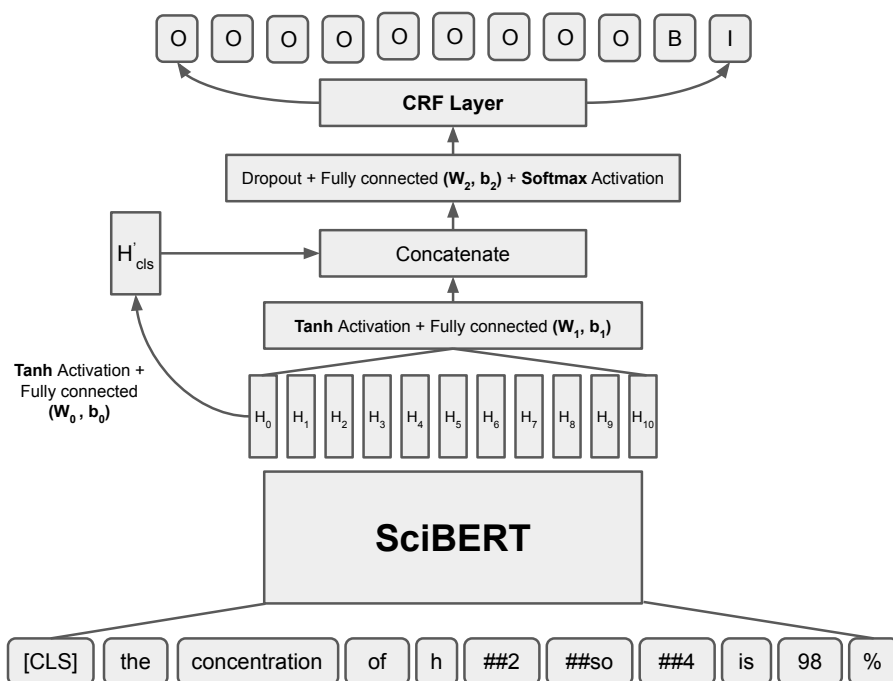 O O O O O O O O O B I
CRF Layer
Dropout + Fully connected (W2, b2) + Softmax Activation
H'cls
Concatenate
Tanh Activation + Fully connected (W1, b1)
Tanh Activation +
Fully connected
(W0 , b0)
H0 H1 H2 H3 H4 H5 H6 H7 H8 H9 H10
SciBERT
[CLS] the concentration of h ##2 ##so ##4 is 98 %